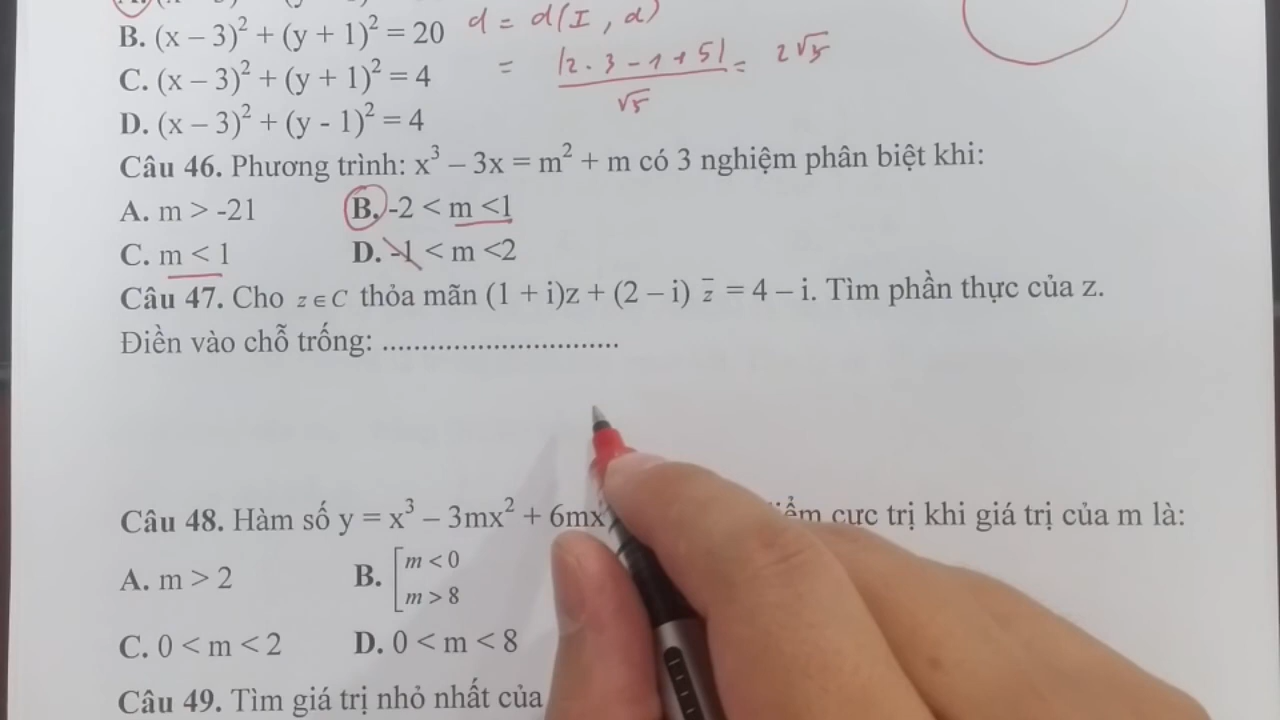 B. (x – 3)² + (y + 1)² = 20 d = d(I, d)
C. (x – 3)² + (y + 1)² = 4 = |2.3-1+5| / √5 = 2√5
D. (x – 3)² + (y - 1)² = 4
Câu 46. Phương trình: x³ – 3x = m² + m có 3 nghiệm phân biệt khi:
A. m > -21 B. -2 < m <1
C. m < 1 D. -1 < m <2
Câu 47. Cho z ∈ C thỏa mãn (1 + i)z + (2 – i) z̄ = 4 – i. Tìm phần thực của z.
Điền vào chỗ trống: ..............................
Câu 48. Hàm số y = x³ – 3mx² + 6mx cực trị khi giá trị của m là:
A. m > 2 B. [m < 0
m > 8
C. 0 < m < 2 D. 0 < m < 8
Câu 49. Tìm giá trị nhỏ nhất của